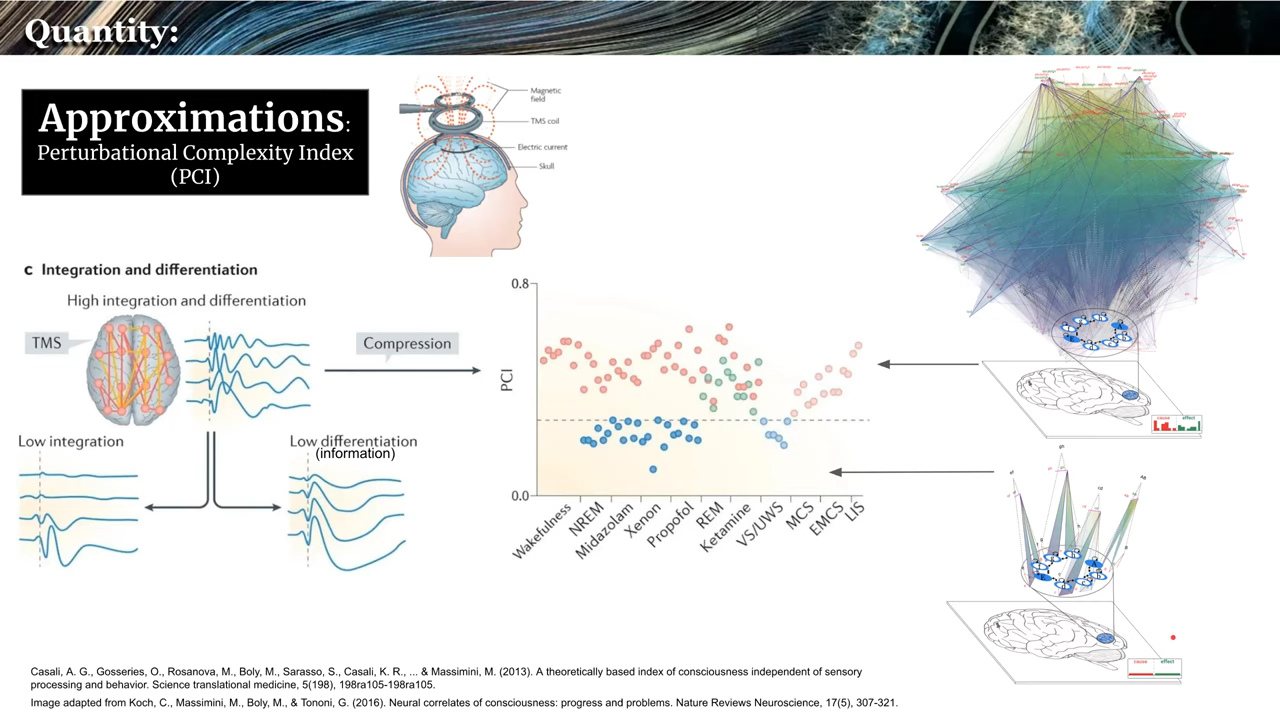 Quantity:
Approximations:
Perturbational Complexity Index
(PCI)
Magnetic
field
TMS coil
Electric current
Skull
c Integration and differentiation
High integration and differentiation
TMS
Compression
Low integration
Low differentiation
(information)
0.8
PCI
0.0
Wakefulness
NREM
Midazolam
Xenon
Propofol
REM
Ketamine
VS/UWS
MCS
EMCS
LIS
cause
effect
cause
effect
Casali, A. G., Gosseries, O., Rosanova, M., Boly, M., Sarasso, S., Casali, K. R., ... & Massimini, M. (2013). A theoretically based index of consciousness independent of sensory
processing and behavior. Science translational medicine, 5(198), 198ra105-198ra105.
Image adapted from Koch, C., Massimini, M., Boly, M., & Tononi, G. (2016). Neural correlates of consciousness: progress and problems. Nature Reviews Neuroscience, 17(5), 307-321.